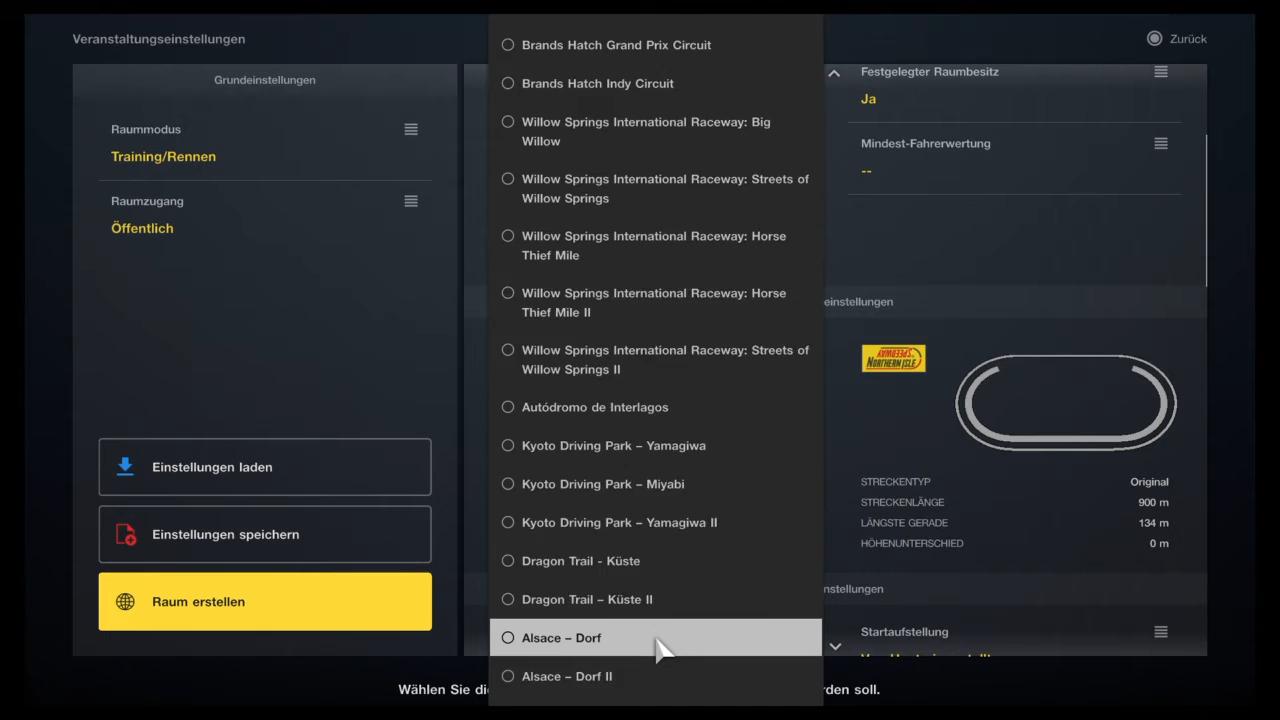 Veranstaltungseinstellungen
Zurück
Grundeinstellungen
Raummodus
Training/Rennen
Raumzugang
Öffentlich
Einstellungen laden
Einstellungen speichern
Raum erstellen
Brands Hatch Grand Prix Circuit
Brands Hatch Indy Circuit
Willow Springs International Raceway: Big
Willow
Willow Springs International Raceway: Streets of
Willow Springs
Willow Springs International Raceway: Horse
Thief Mile
Willow Springs International Raceway: Horse
Thief Mile II
Willow Springs International Raceway: Streets of
Willow Springs II
Autódromo de Interlagos
Kyoto Driving Park – Yamagiwa
Kyoto Driving Park – Miyabi
Kyoto Driving Park – Yamagiwa II
Dragon Trail - Küste
Dragon Trail – Küste II
Alsace – Dorf
Alsace – Dorf II
Festgelegter Raumbesitz
Ja
Mindest-Fahrerwertung
--
einstellungen
NORTHERN ISLE
SPEEDWAY
STRECKENTYP Original
STRECKENLÄNGE 900 m
LÄNGSTE GERADE 134 m
HÖHENUNTERSCHIED 0 m
nstellungen
Startaufstellung
Wählen Sie di
rden soll.